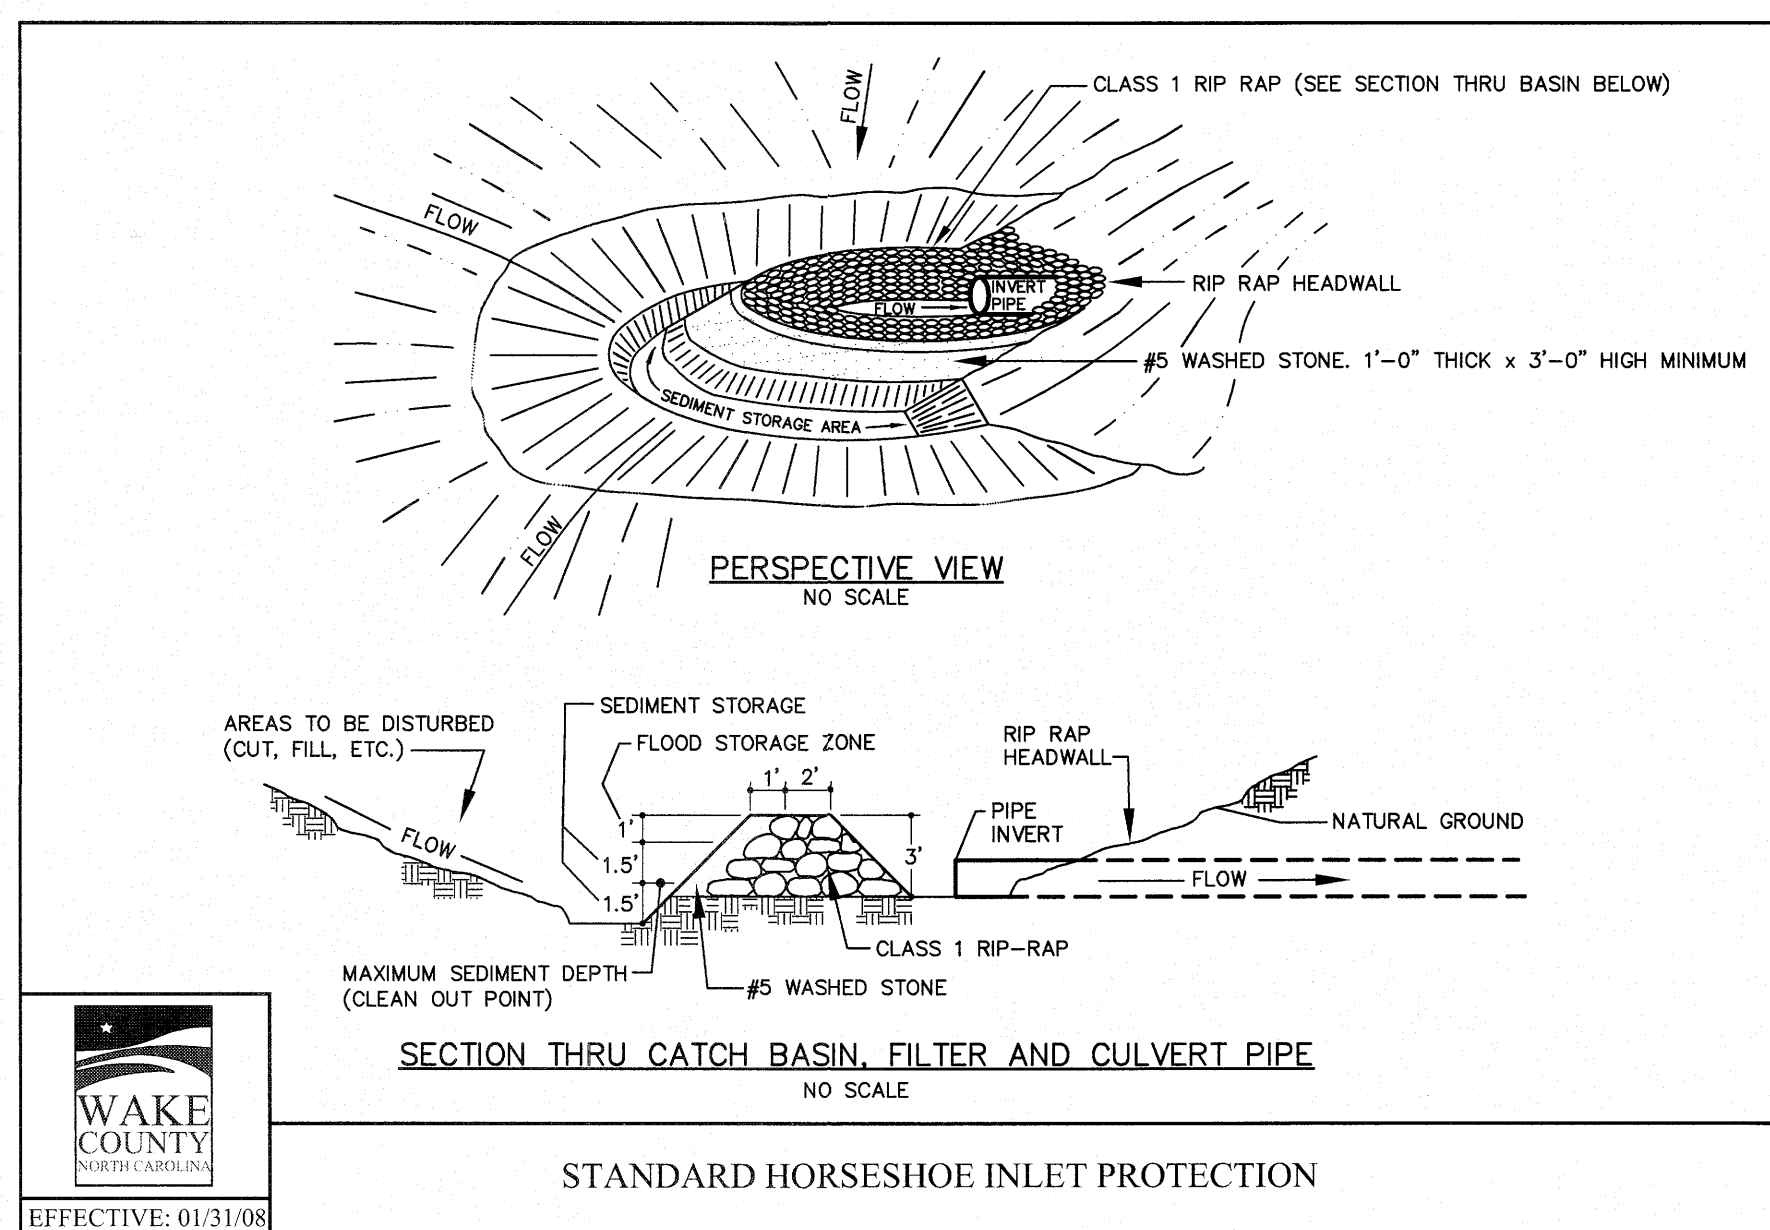 FLOW
CLASS 1 RIP RAP (SEE SECTION THRU BASIN BELOW)
FLOW
RIP RAP HEADWALL
INVERT
PIPE
FLOW
#5 WASHED STONE. 1'-0" THICK x 3'-0" HIGH MINIMUM
SEDIMENT STORAGE AREA
FLOW
PERSPECTIVE VIEW
NO SCALE
SEDIMENT STORAGE
FLOOD STORAGE ZONE
AREAS TO BE DISTURBED
(CUT, FILL, ETC.)
RIP RAP
HEADWALL
1' 2'
PIPE
INVERT
NATURAL GROUND
FLOW
1'
1.5'
1.5'
3'
FLOW
CLASS 1 RIP-RAP
MAXIMUM SEDIMENT DEPTH
(CLEAN OUT POINT)
#5 WASHED STONE
SECTION THRU CATCH BASIN, FILTER AND CULVERT PIPE
NO SCALE
WAKE
COUNTY
NORTH CAROLINA
STANDARD HORSESHOE INLET PROTECTION
EFFECTIVE: 01/31/08